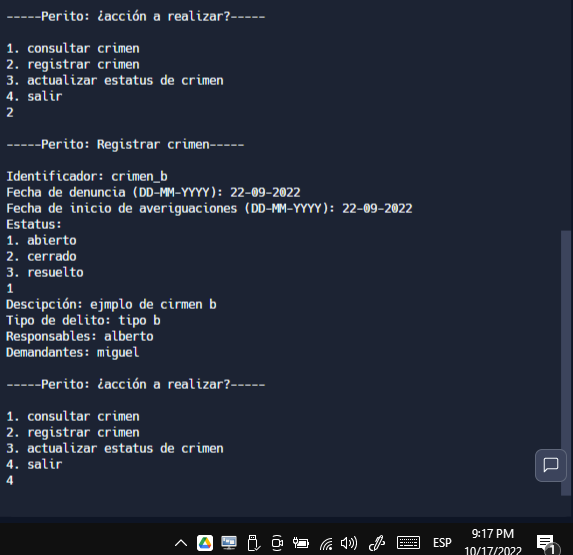 -----Perito: ¿acción a realizar?-----
1. consultar crimen
2. registrar crimen
3. actualizar estatus de crimen
4. salir
2
-----Perito: Registrar crimen-----
Identificador: crimen_b
Fecha de denuncia (DD-MM-YYYY): 22-09-2022
Fecha de inicio de averiguaciones (DD-MM-YYYY): 22-09-2022
Estatus:
1. abierto
2. cerrado
3. resuelto
1
Descipción: ejmplo de cirmen b
Tipo de delito: tipo b
Responsables: alberto
Demandantes: miguel
-----Perito: ¿acción a realizar?-----
1. consultar crimen
2. registrar crimen
3. actualizar estatus de crimen
4. salir
4
ESP
9:17 PM
10/17/2022
1